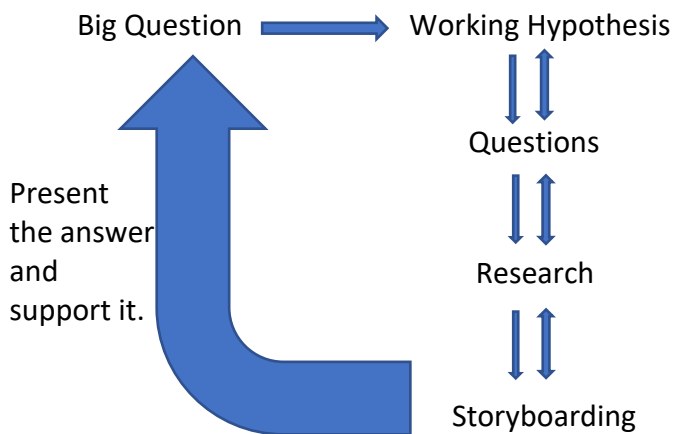 Big Question
Working Hypothesis
Questions
Present
the answer
and
support it.
Research
Storyboarding